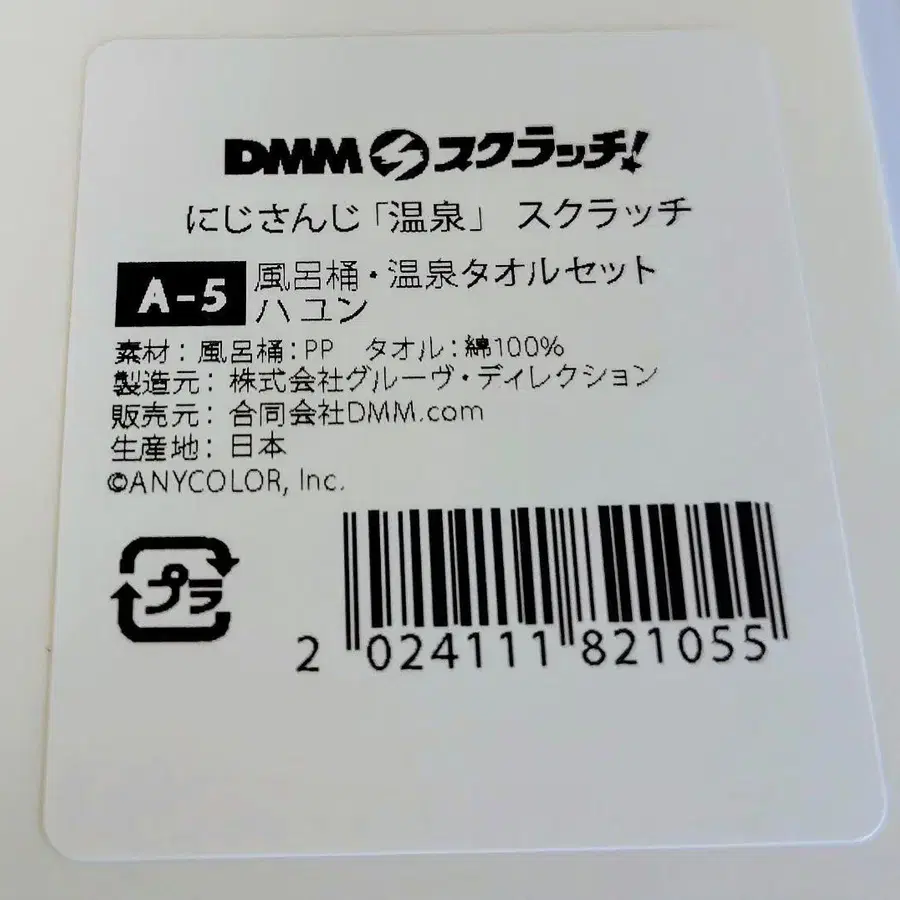 DMMスクラッチ!
にじさんじ「温泉」 スクラッチ
A-5 風呂桶・温泉タオルセット
ハ ユン
素材：風呂桶：PP タオル：綿100%
製造元：株式会社グルーヴ・ディレクション
販売元：合同会社DMM.com
生産地：日本
©ANYCOLOR, Inc.
プラ
2 024111 821055